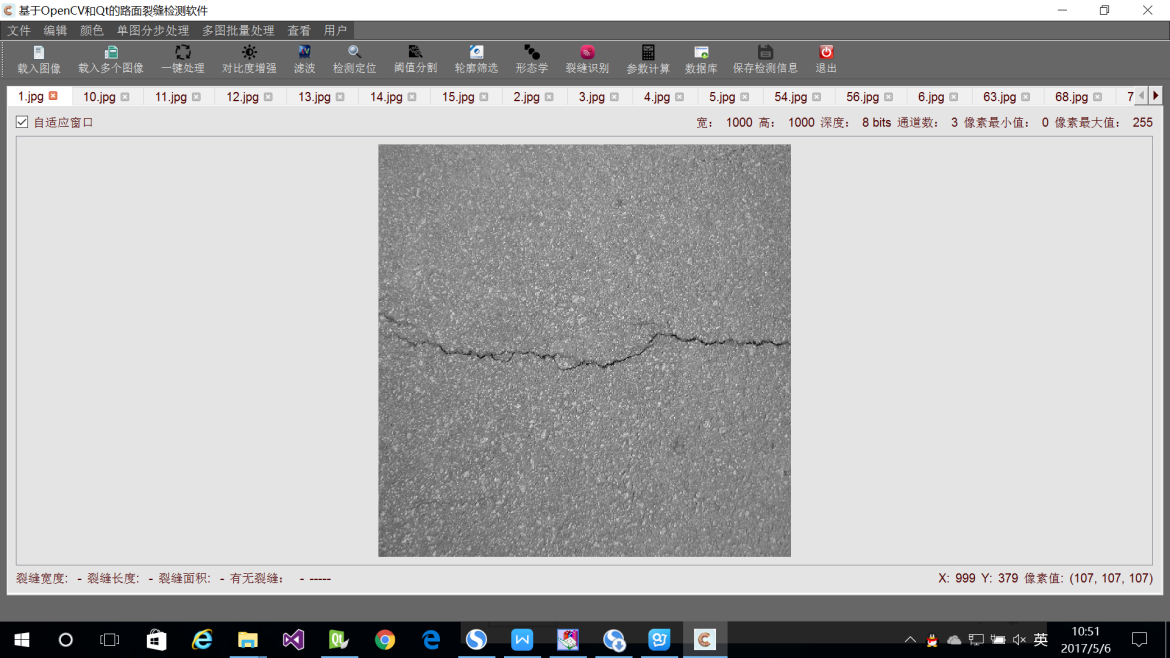 基于OpenCV和Qt的路面裂缝检测软件
文件 编辑 颜色 单图分步处理 多图批量处理 查看 用户
载入图像 载入多个图像 一键处理 对比度增强 滤波 检测定位 阈值分割 轮廓筛选 形态学 裂缝识别 参数计算 数据库 保存检测信息 退出
1.jpg 10.jpg 11.jpg 12.jpg 13.jpg 14.jpg 15.jpg 2.jpg 3.jpg 4.jpg 5.jpg 54.jpg 56.jpg 6.jpg 63.jpg 68.jpg 7
自适应窗口 宽: 1000 高: 1000 深度: 8 bits 通道数: 3 像素最小值: 0 像素最大值: 255
裂缝宽度: - 裂缝长度: - 裂缝面积: - 有无裂缝: - ----- X: 999 Y: 379 像素值: (107, 107, 107)
英 10:51
2017/5/6